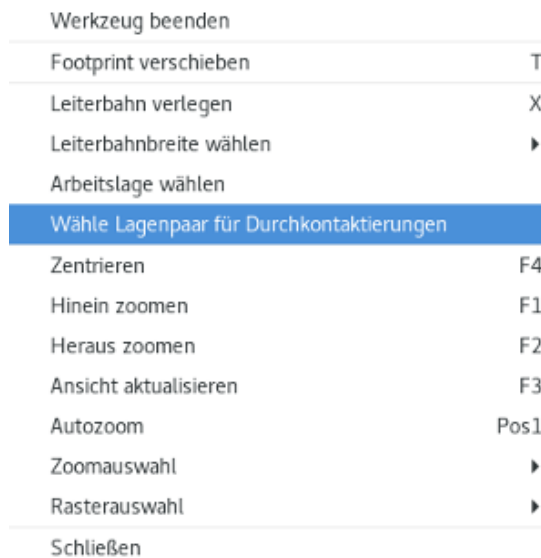 Werkzeug beenden
Footprint verschieben T
Leiterbahn verlegen X
Leiterbahnbreite wählen
Arbeitslage wählen
Wähle Lagenpaar für Durchkontaktierungen
Zentrieren F4
Hinein zoomen F1
Heraus zoomen F2
Ansicht aktualisieren F3
Autozoom Pos1
Zoomauswahl
Rasterauswahl
Schließen